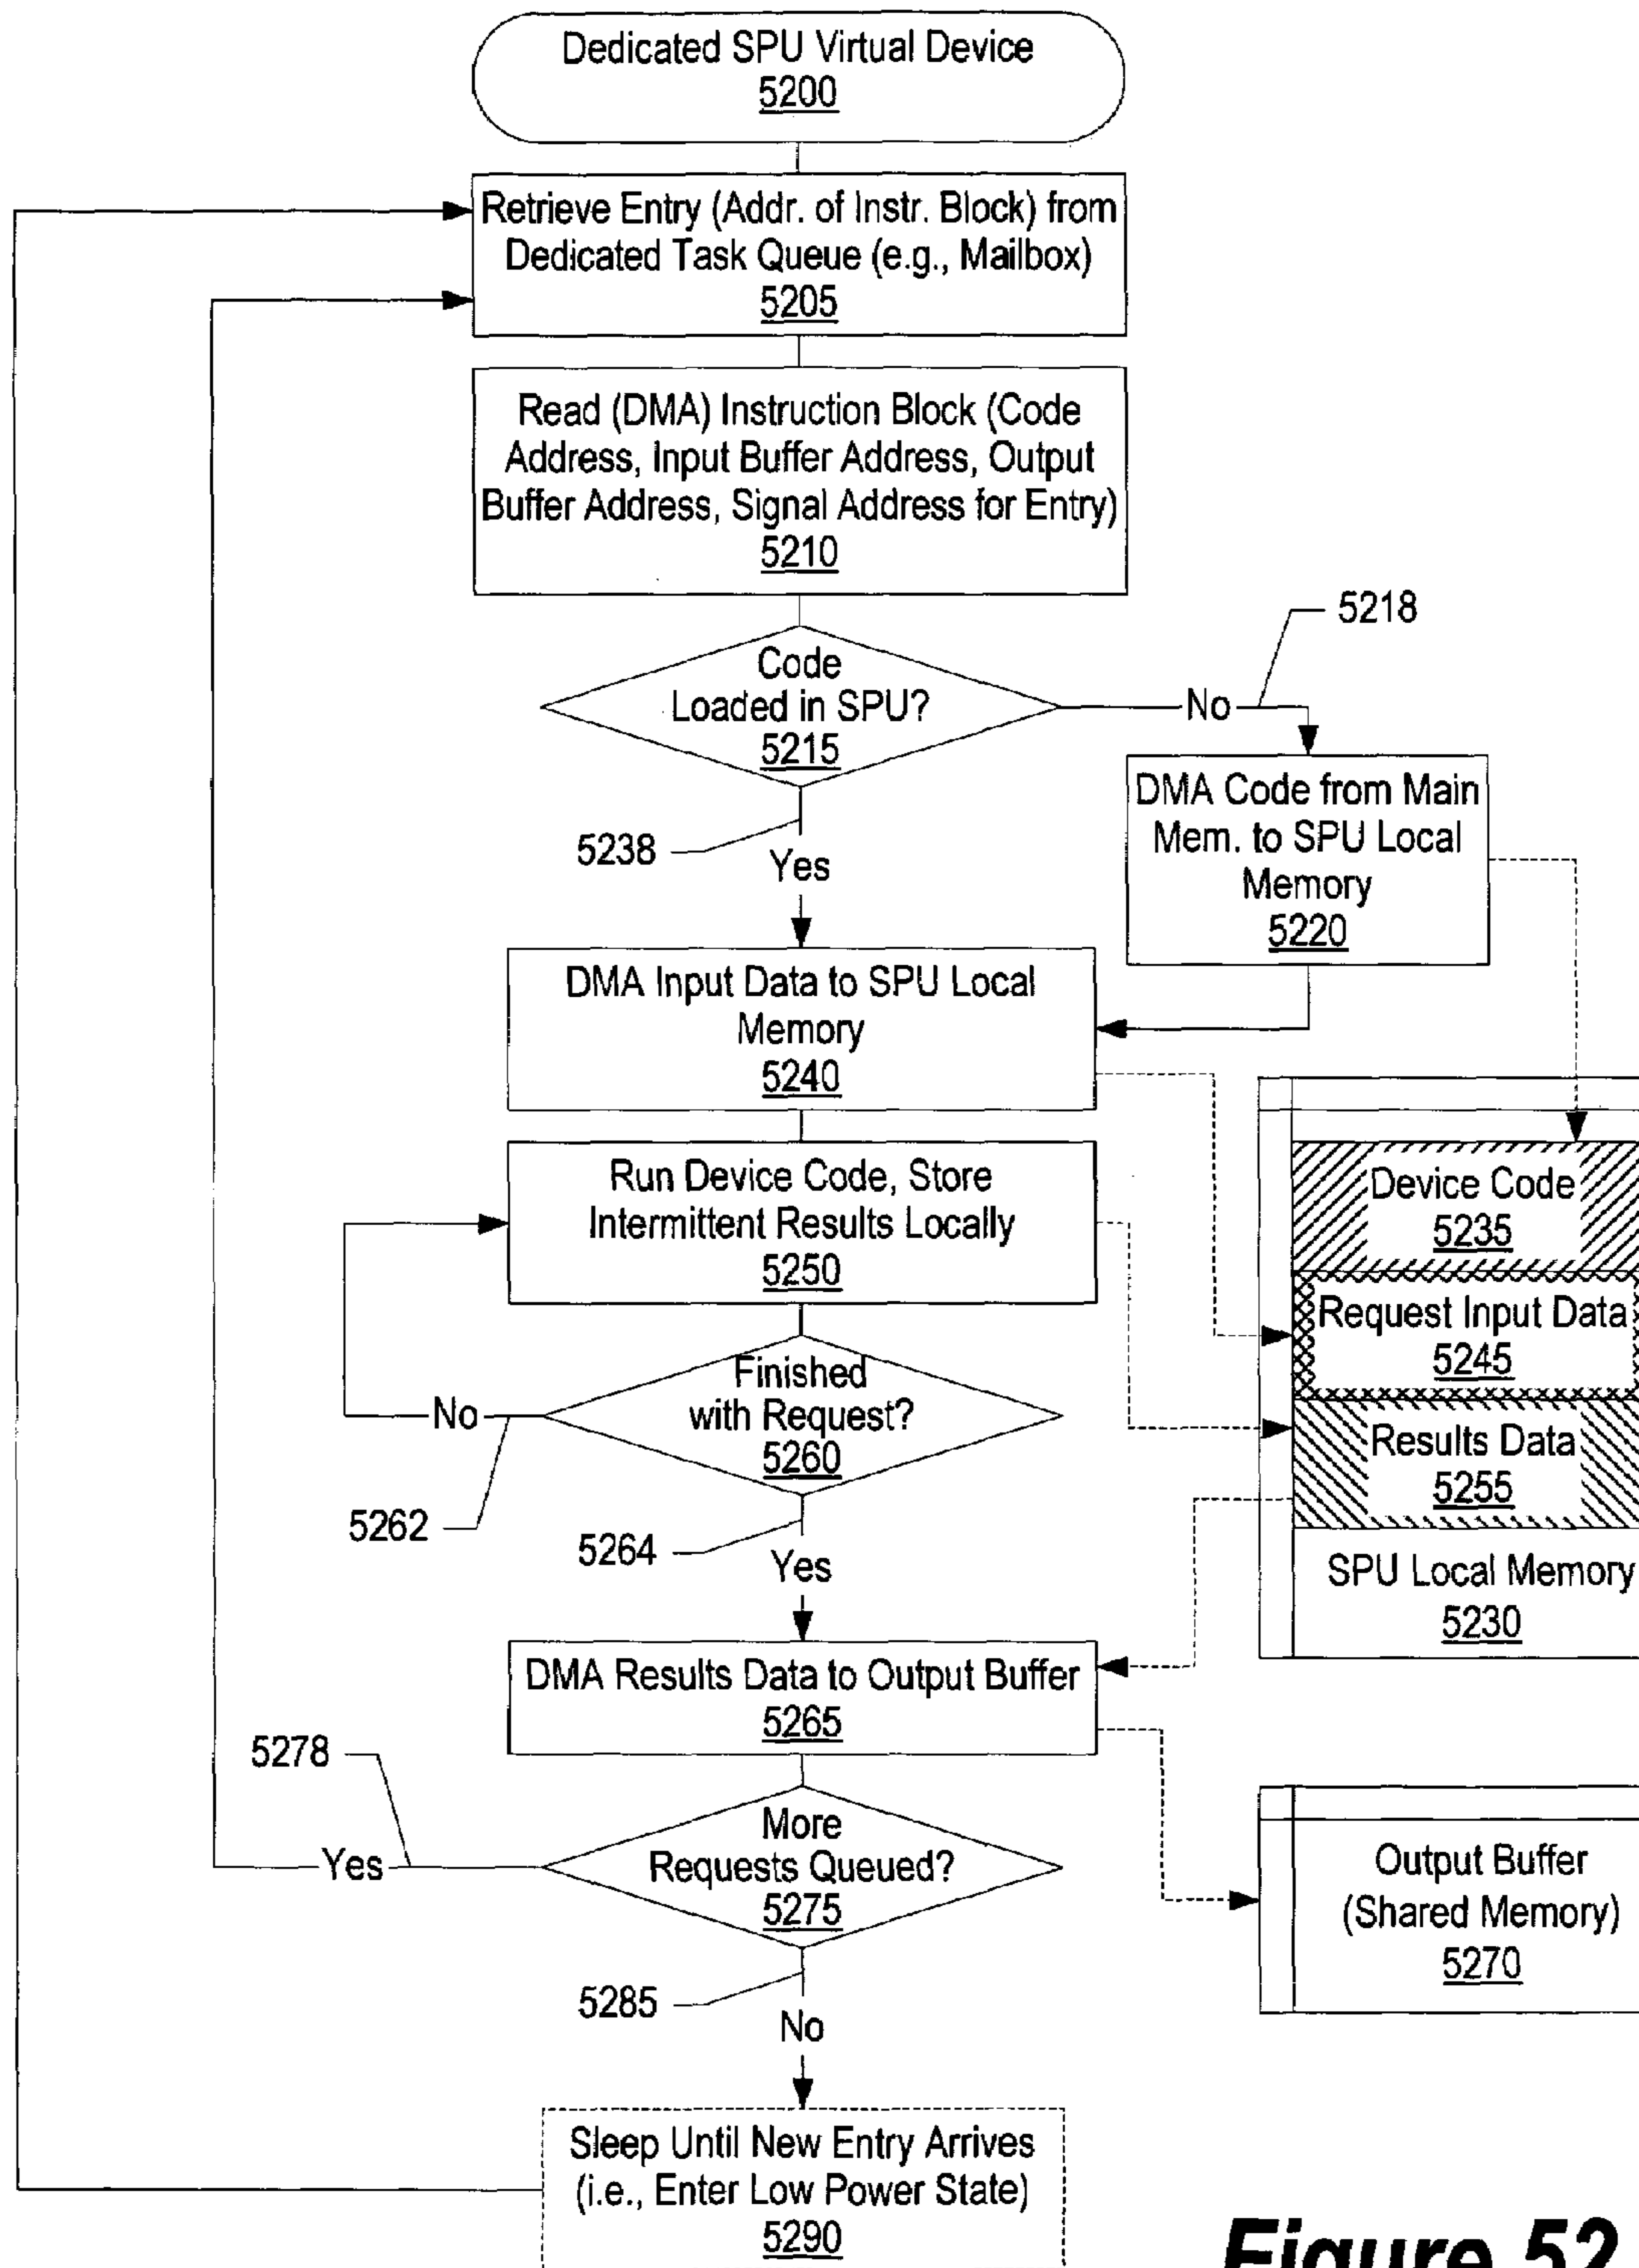 Dedicated SPU Virtual Device
5200
Retrieve Entry (Addr. of Instr. Block) from
Dedicated Task Queue (e.g., Mailbox)
5205
Read (DMA) Instruction Block (Code
Address, Input Buffer Address, Output
Buffer Address, Signal Address for Entry)
5210
5218
Code
Loaded in SPU?
5215
No
DMA Code from Main
Mem. to SPU Local
Memory
5220
5238
Yes
DMA Input Data to SPU Local
Memory
5240
Run Device Code, Store
Intermittent Results Locally
5250
Device Code
5235
Request Input Data
5245
Results Data
5255
SPU Local Memory
5230
Finished
with Request?
5260
No
5262
5264
Yes
DMA Results Data to Output Buffer
5265
5278
More
Requests Queued?
5275
Yes
Output Buffer
(Shared Memory)
5270
5285
No
Sleep Until New Entry Arrives
(i.e., Enter Low Power State)
5290
Figure 52